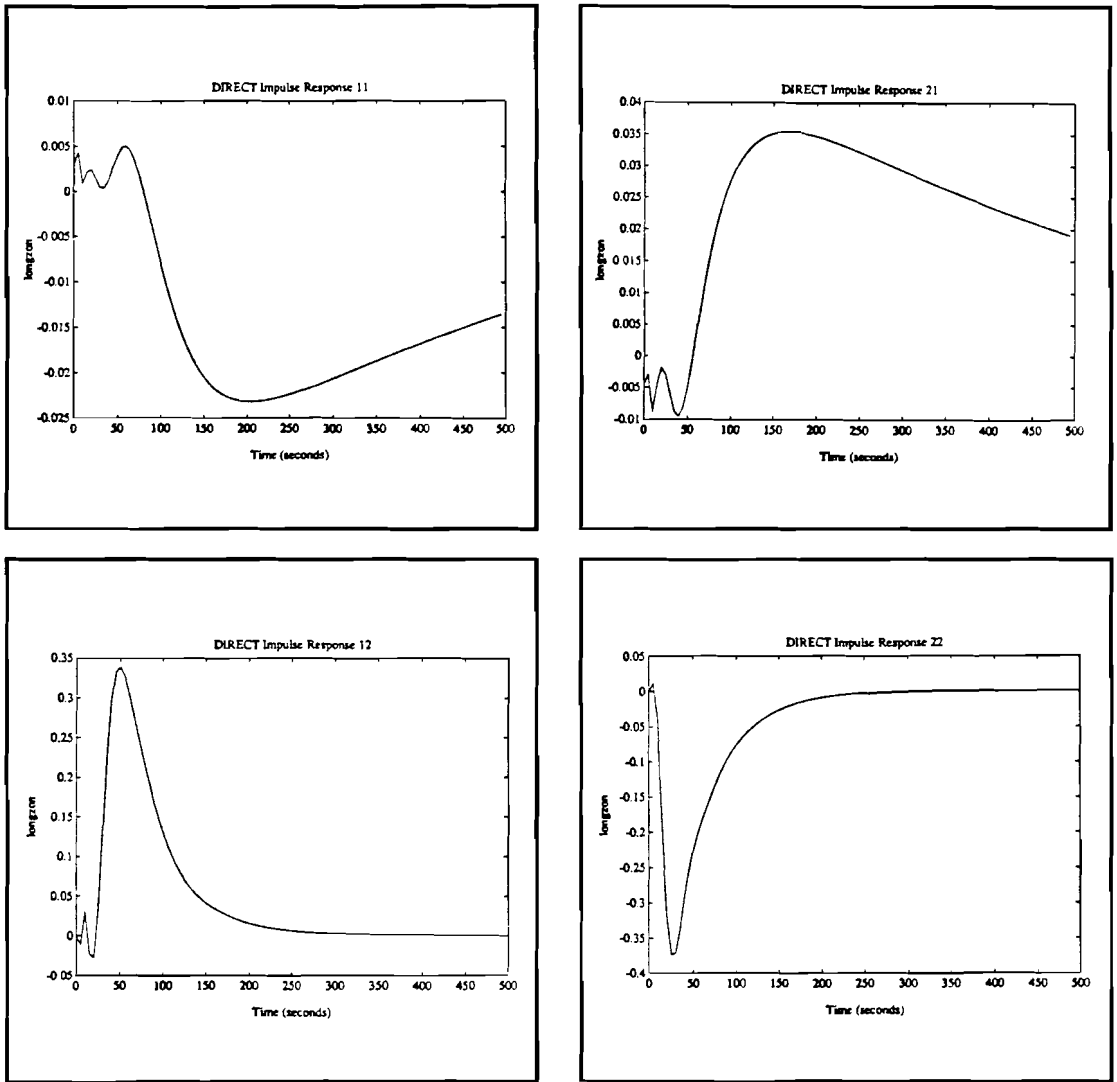 DIRECT Impulse Response 11
0.01
0.005
0
-0.005
-0.01
-0.015
-0.02
-0.025
longzon
0 50 100 150 200 250 300 350 400 450 500
Time (seconds)
DIRECT Impulse Response 21
0.04
0.035
0.03
0.025
0.02
0.015
0.01
0.005
0
-0.005
-0.01
longzon
0 50 100 150 200 250 300 350 400 450 500
Time (seconds)
DIRECT Impulse Response 12
0.35
0.3
0.25
0.2
0.15
0.1
0.05
0
-0 05
longzon
0 50 100 150 200 250 300 350 400 450 500
Time (seconds)
DIRECT Impulse Response 22
0.05
0
-0.05
-0.1
-0.15
-0.2
-0.25
-0.3
-0.35
-0.4
longzon
0 50 100 150 200 250 300 350 400 450 500
Time (seconds)